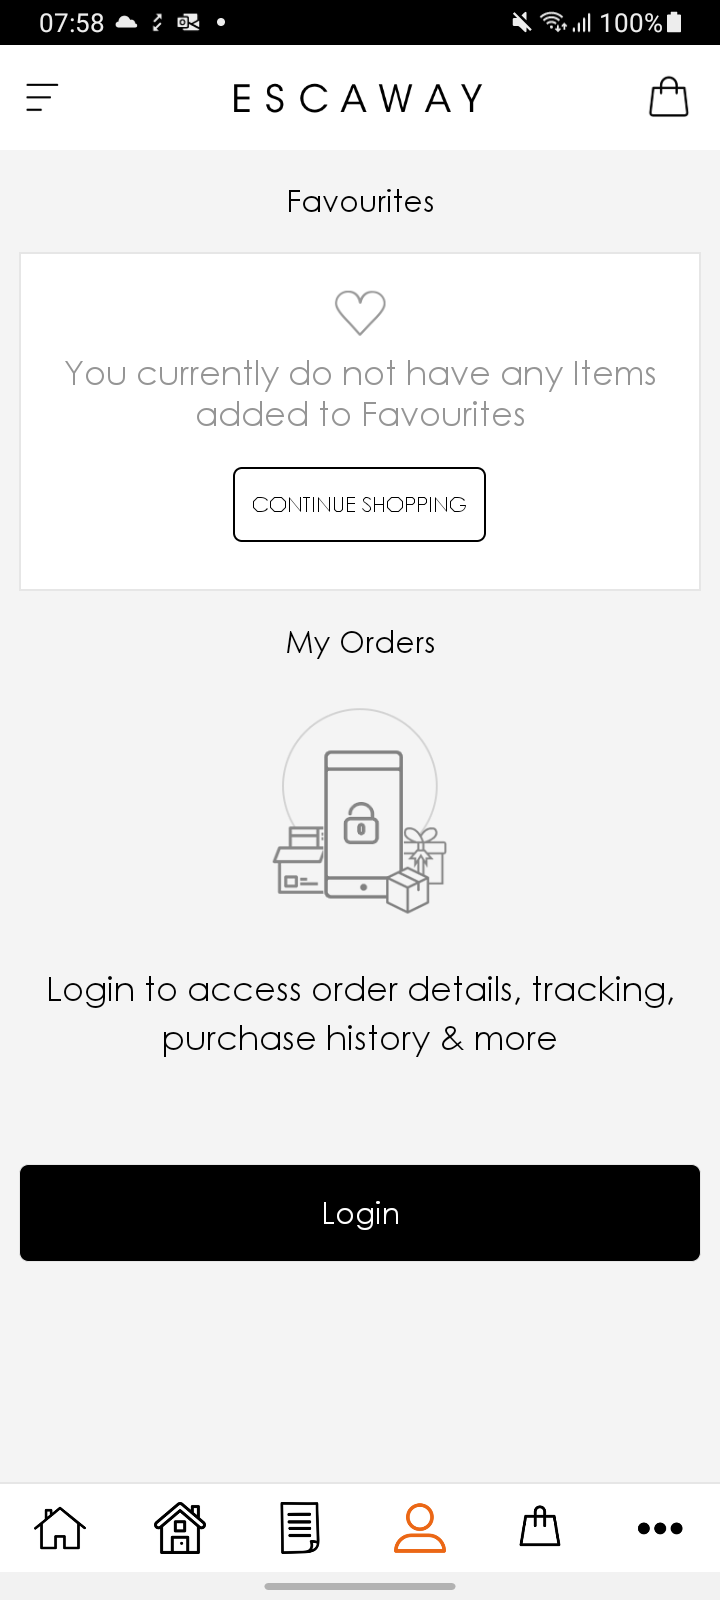 07:58
100%
ESCAWAY
Favourites
You currently do not have any Items
added to Favourites
CONTINUE SHOPPING
My Orders
Login to access order details, tracking,
purchase history & more
Login